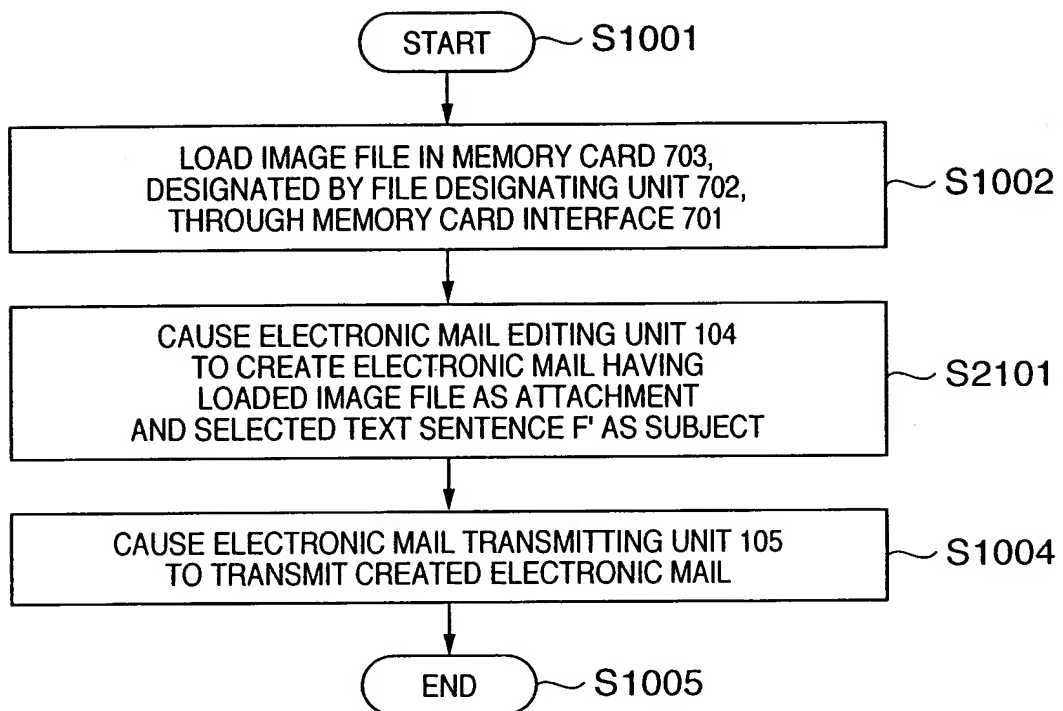 START
S1001
LOAD IMAGE FILE IN MEMORY CARD 703,
DESIGNATED BY FILE DESIGNATING UNIT 702,
THROUGH MEMORY CARD INTERFACE 701
S1002
CAUSE ELECTRONIC MAIL EDITING UNIT 104
TO CREATE ELECTRONIC MAIL HAVING
LOADED IMAGE FILE AS ATTACHMENT
AND SELECTED TEXT SENTENCE F' AS SUBJECT
S2101
CAUSE ELECTRONIC MAIL TRANSMITTING UNIT 105
TO TRANSMIT CREATED ELECTRONIC MAIL
S1004
END
S1005